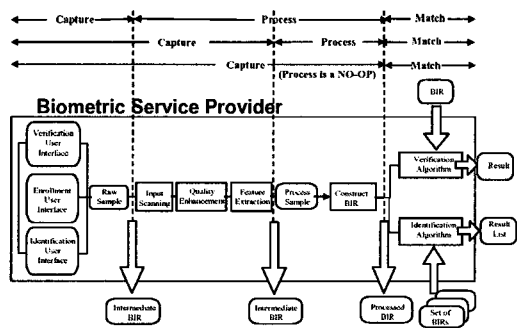 Capture Process Match
Capture Process Match
Capture Match
(Process is a NO-OP)
BIR
Biometric Service Provider
Verification
User
Interface
Enrollment
User
Interface
Identification
User
Interface
Raw
Sample
Input
Scanning
Quality
Enhancement
Feature
Extraction
Process
Sample
Construct
BIR
Verification
Algorithm
Result
Identification
Algorithm
Result
List
Intermediate
BIR
Intermediate
BIR
Processed
BIR
Set of
BIRs